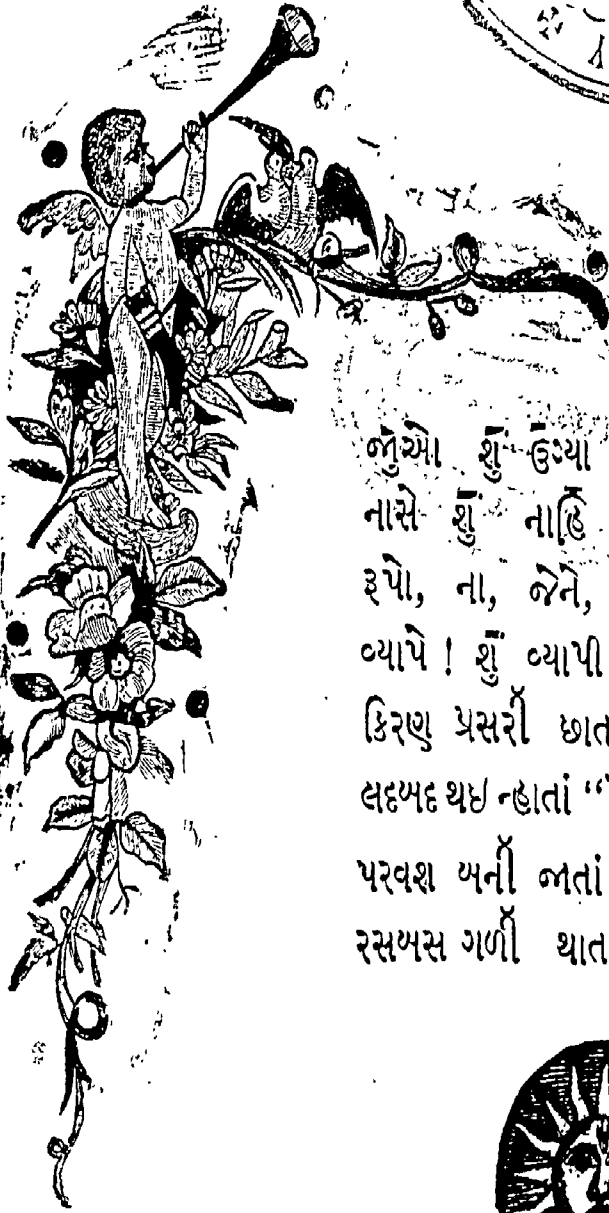 જુઓ શું ઉગ્યા
નાસે શું નાહિં
રૂપો, ના, જેને,
વ્યાપે ! શું વ્યાપી
કિરણ પ્રસરી છાત
લદબદ થઇ ન્હાતાં “
પરવશ બની જાતાં
રસબસ ગળી થાત